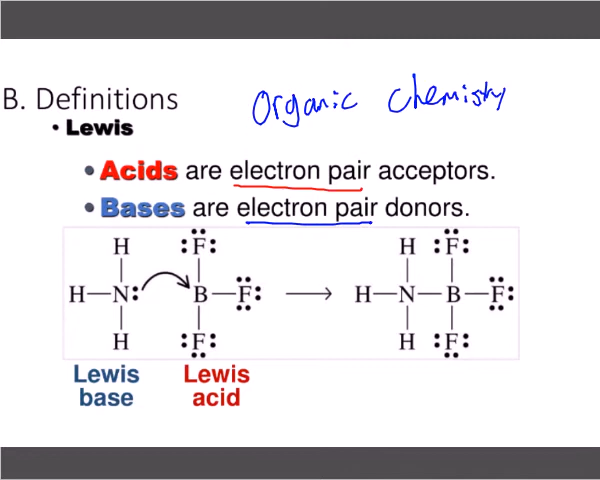 B. Definitions
Organic Chemistry
• Lewis
• Acids are electron pair acceptors.
• Bases are electron pair donors.
H :F: H :F:
H—N: B—F: → H—N—B—F:
H :F: H :F:
Lewis base
Lewis acid